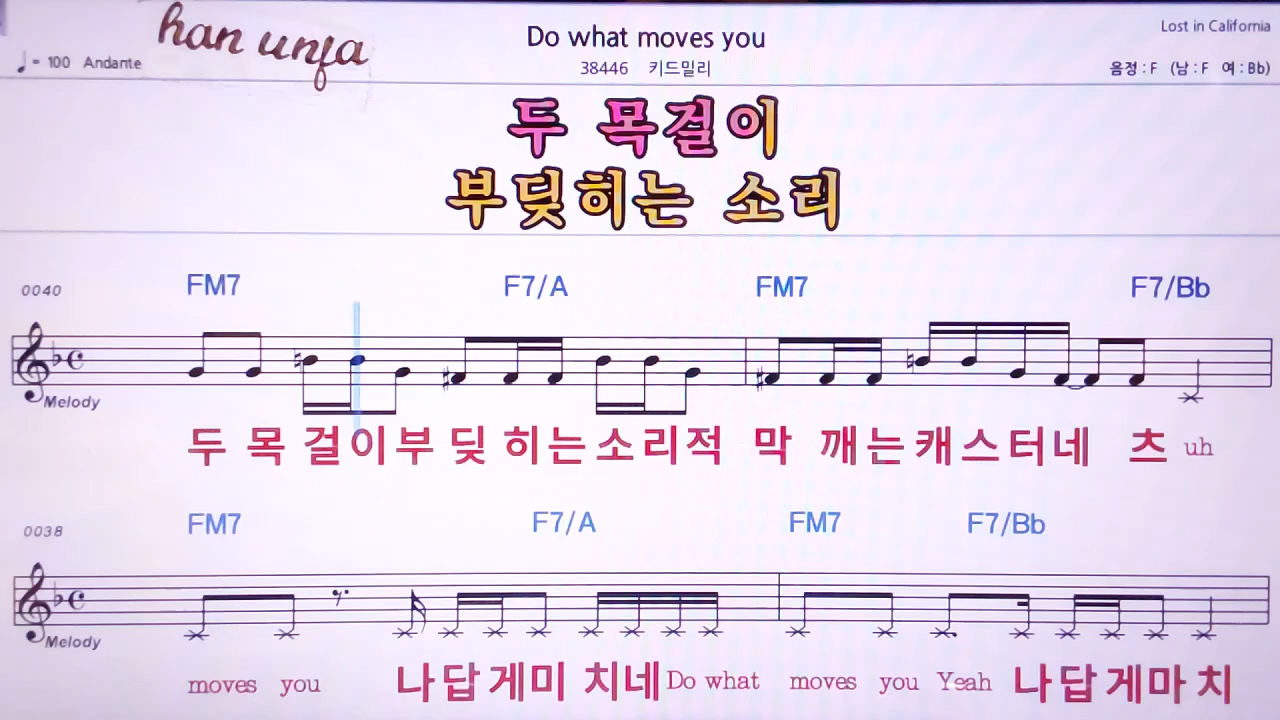 han unfa
Do what moves you
Lost in California
♩= 100 Andante
38446 키드밀리
음정 : F (남 : F 여 : Bb)
두 목걸이
부딪히는 소리
0040 FM7 F7/A FM7 F7/Bb
Melody
두 목 걸이부 딪 히는소리적 막 깨는캐스터네 츠 uh
0038 FM7 F7/A FM7 F7/Bb
Melody
moves you 나답게미 치네 Do what moves you Yeah 나답게마치